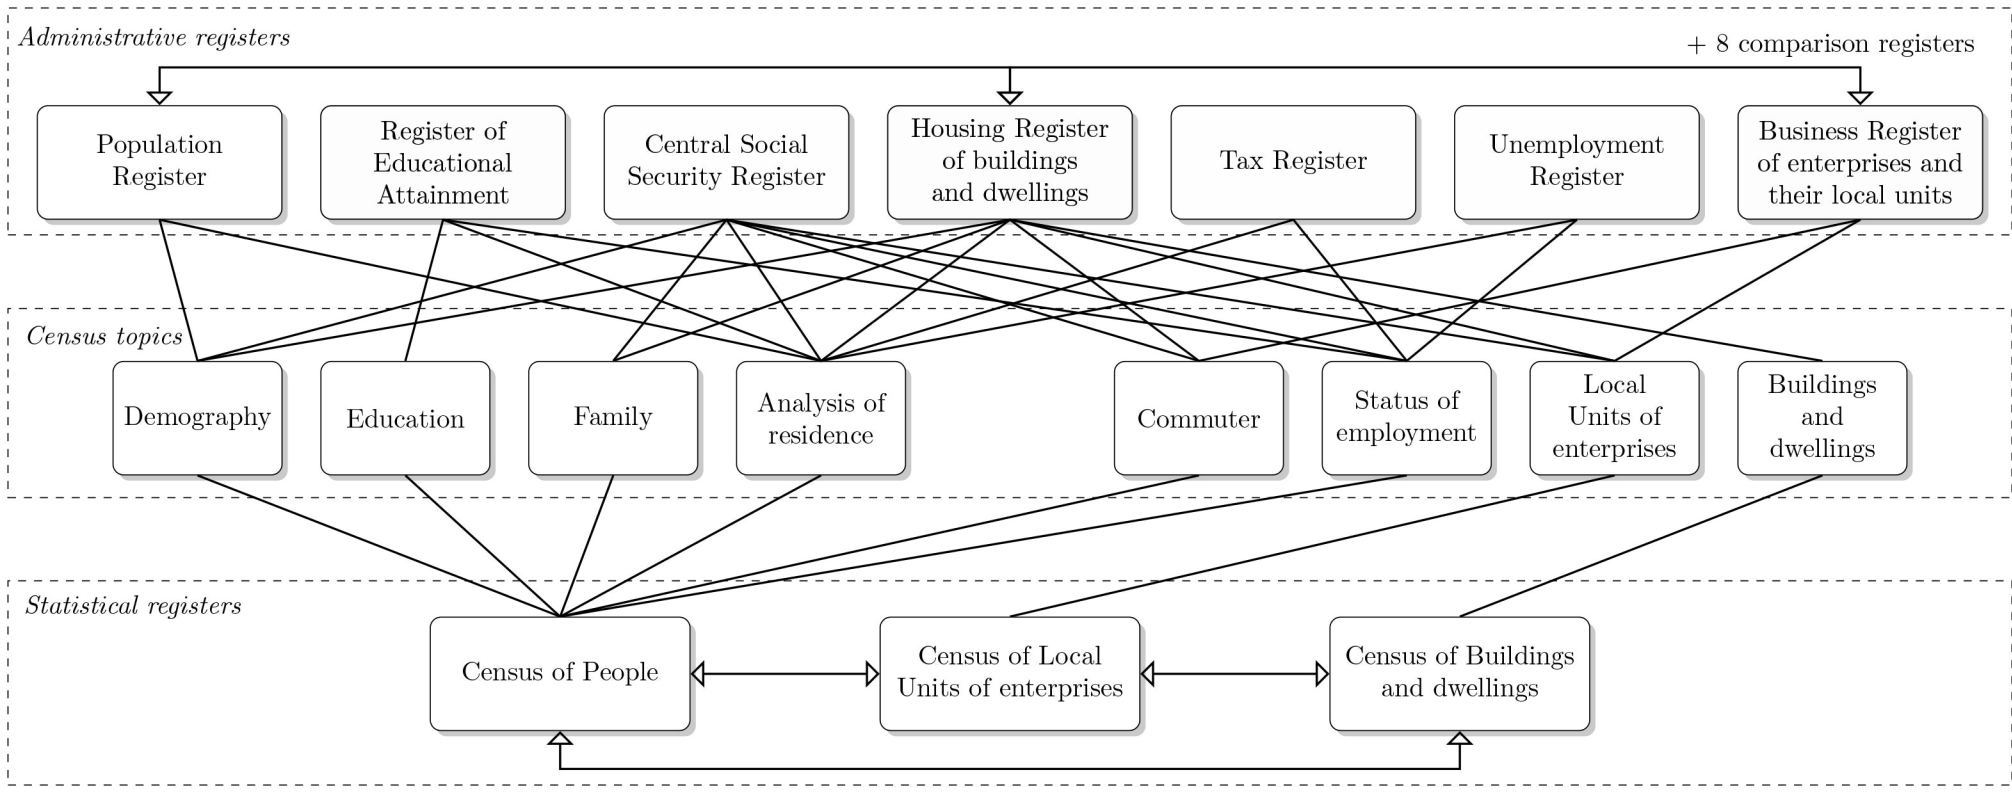 Administrative registers
+ 8 comparison registers
Population
Register
Register of
Educational
Attainment
Central Social
Security Register
Housing Register
of buildings
and dwellings
Tax Register
Unemployment
Register
Business Register
of enterprises and
their local units
Census topics
Demography
Education
Family
Analysis of
residence
Commuter
Status of
employment
Local
Units of
enterprises
Buildings
and
dwellings
Statistical registers
Census of People
Census of Local
Units of enterprises
Census of Buildings
and dwellings